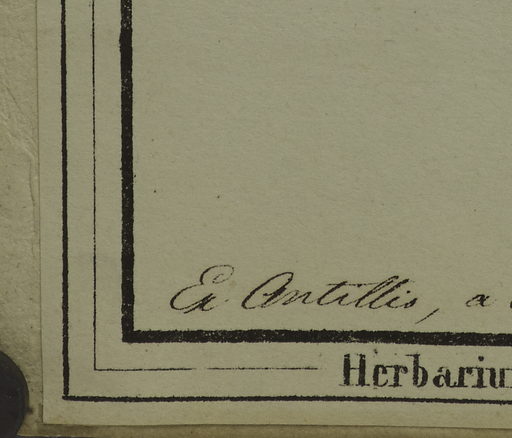 Ex Antillis, a
Herbariu